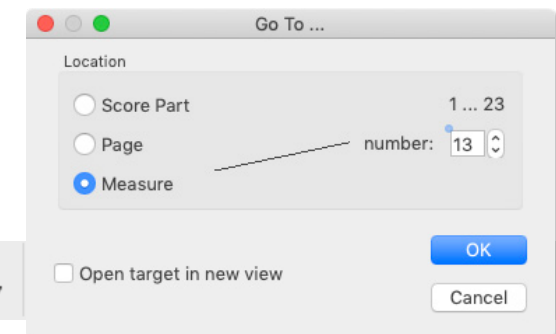 Go To ...
Location
Score Part 1 ... 23
Page number: 13
Measure
OK
Open target in new view
Cancel